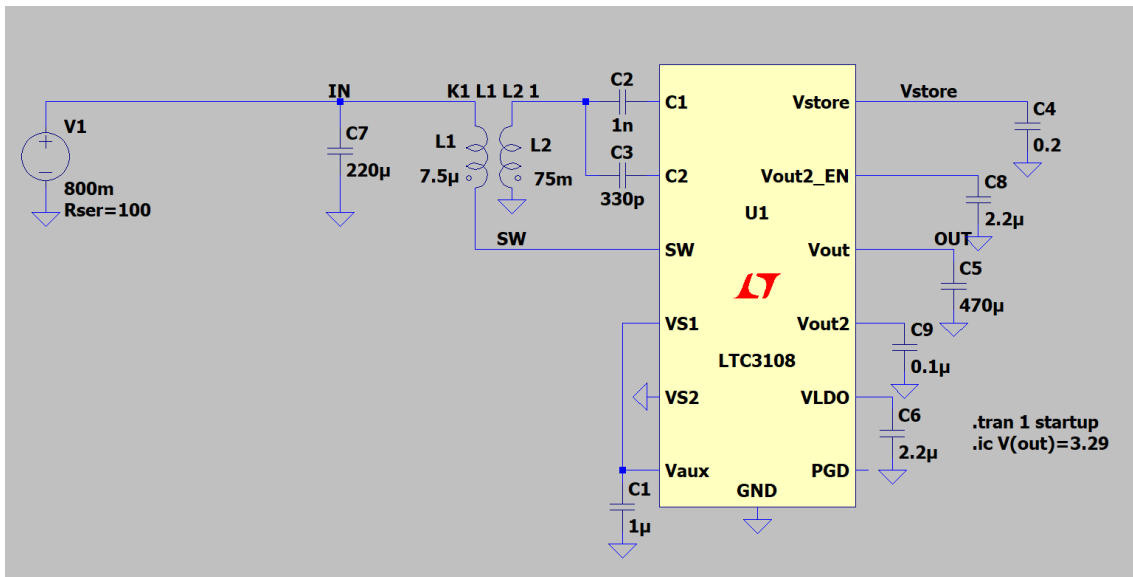 V1
800m
Rser=100
IN
C7
220µ
K1 L1 L2 1
L1
7.5µ
L2
75m
SW
C2
1n
C3
330p
C1
C2
SW
VS1
VS2
Vaux
GND
U1
LTC3108
Vstore
Vout2_EN
Vout
Vout2
VLDO
PGD
C1
1µ
Vstore
C4
0.2
C8
2.2µ
OUT
C5
470µ
C9
0.1µ
C6
2.2µ
.tran 1 startup
.ic V(out)=3.29